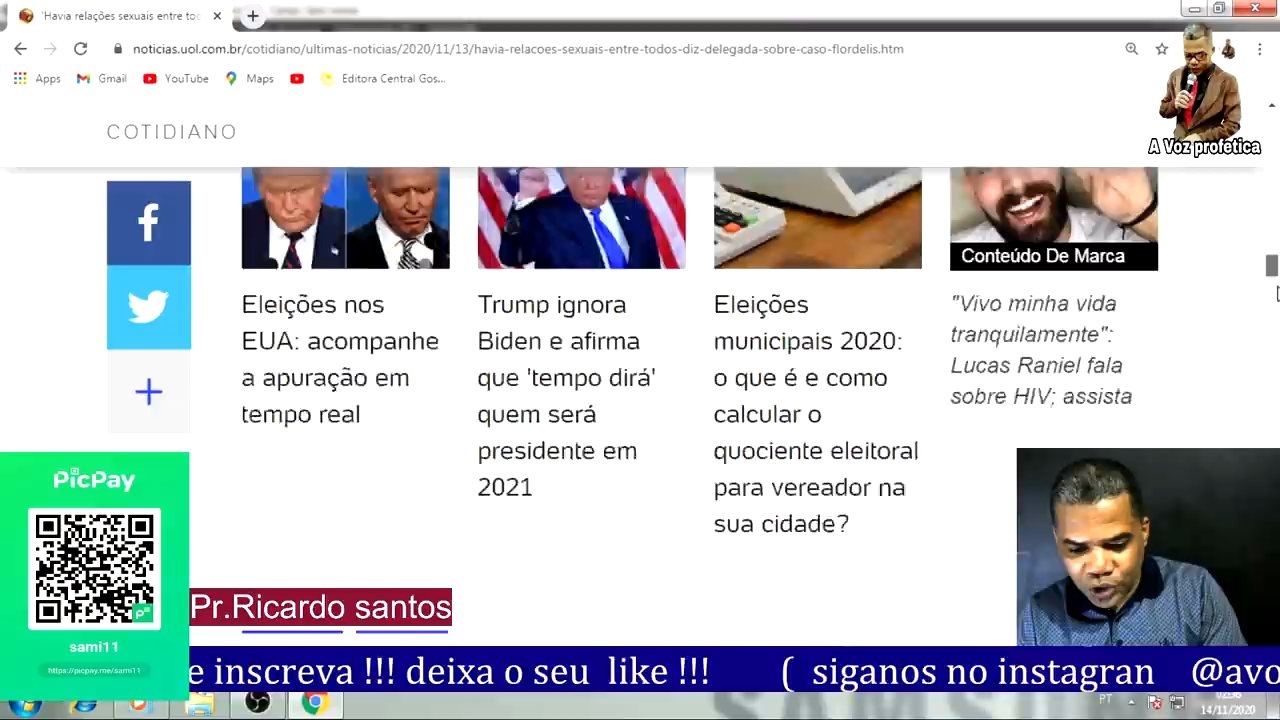 'Havia relações sexuais entre toc
noticias.uol.com.br/cotidiano/ultimas-noticias/2020/11/13/havia-relacoes-sexuais-entre-todos-diz-delegada-sobre-caso-flordelis.htm
Apps Gmail YouTube Maps Editora Central Gos...
COTIDIANO
A Voz profetica
Conteúdo De Marca
Eleições nos
EUA: acompanhe
a apuração em
tempo real
Trump ignora
Biden e afirma
que 'tempo dirá'
quem será
presidente em
2021
Eleições
municipais 2020:
o que é e como
calcular o
quociente eleitoral
para vereador na
sua cidade?
"Vivo minha vida
tranquilamente":
Lucas Raniel fala
sobre HIV; assista
PicPay
sami11
https://picpay.me/sami11
Pr.Ricardo santos
e inscreva !!! deixa o seu like !!! ( siganos no instagran @avo
PT
14/11/2020